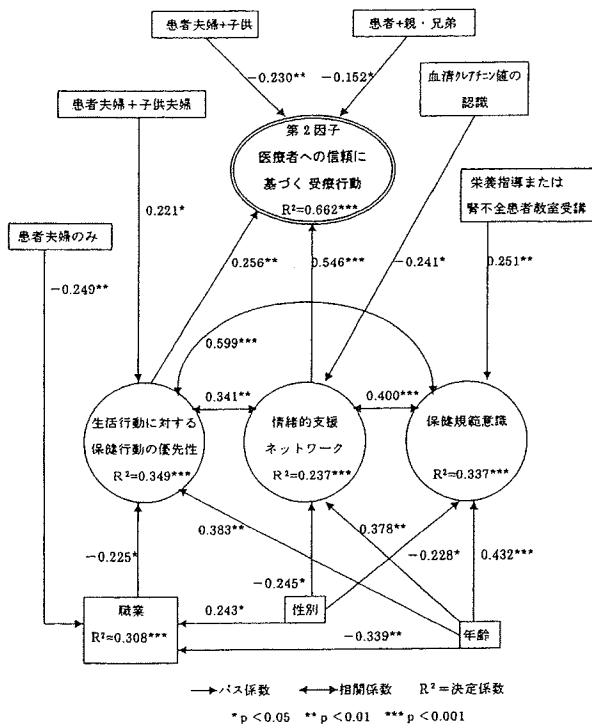 患者夫婦+子供
患者+親・兄弟
血清クレアチニン値の
認識
患者夫婦+子供夫婦
-0.230**
-0.152*
第2因子
医療者への信頼に
基づく受療行動
R²=0.662***
栄養指導または
腎不全患者教室受講
患者夫婦のみ
0.221*
-0.249**
0.256**
0.546***
-0.241*
0.251**
0.599***
0.341**
0.400***
生活行動に対する
保健行動の優先性
R²=0.349***
情緒的支援
ネットワーク
R²=0.237***
保健規範意識
R²=0.337***
0.383**
0.378**
-0.225*
-0.228*
0.432***
-0.245*
職業
R²=0.308***
0.243*
性別
-0.339**
年齢
→パス係数 ↔相関係数 R²=決定係数
*p<0.05 **p<0.01 ***p<0.001